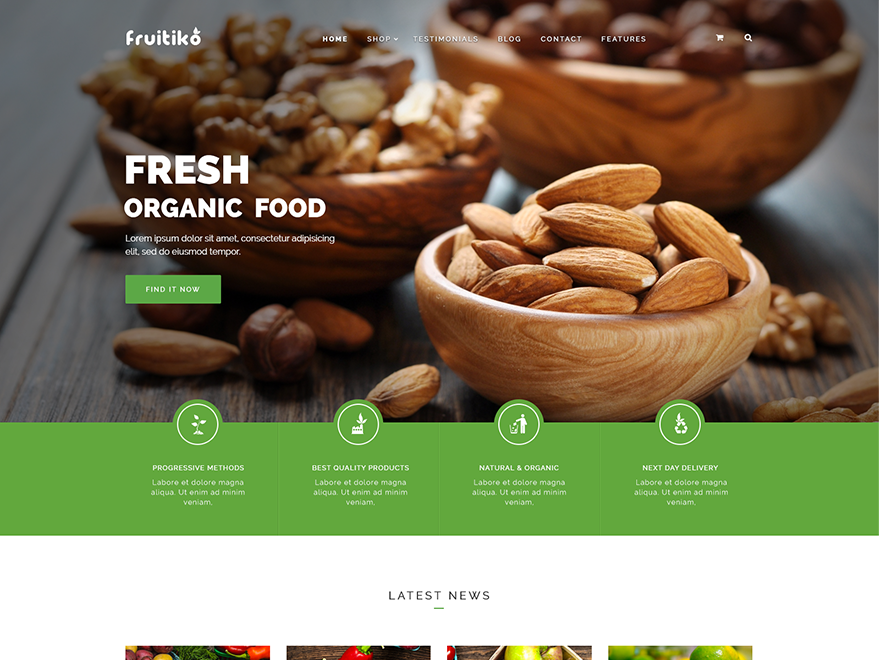 fruitiko
HOME SHOP TESTIMONIALS BLOG CONTACT FEATURES
FRESH
ORGANIC FOOD
Lorem ipsum dolor sit amet, consectetur adipisicing
elit, sed do eiusmod tempor.
FIND IT NOW
PROGRESSIVE METHODS
Labore et dolore magna
aliqua. Ut enim ad minim
veniam,
BEST QUALITY PRODUCTS
Labore et dolore magna
aliqua. Ut enim ad minim
veniam,
NATURAL & ORGANIC
Labore et dolore magna
aliqua. Ut enim ad minim
veniam,
NEXT DAY DELIVERY
Labore et dolore magna
aliqua. Ut enim ad minim
veniam,
LATEST NEWS